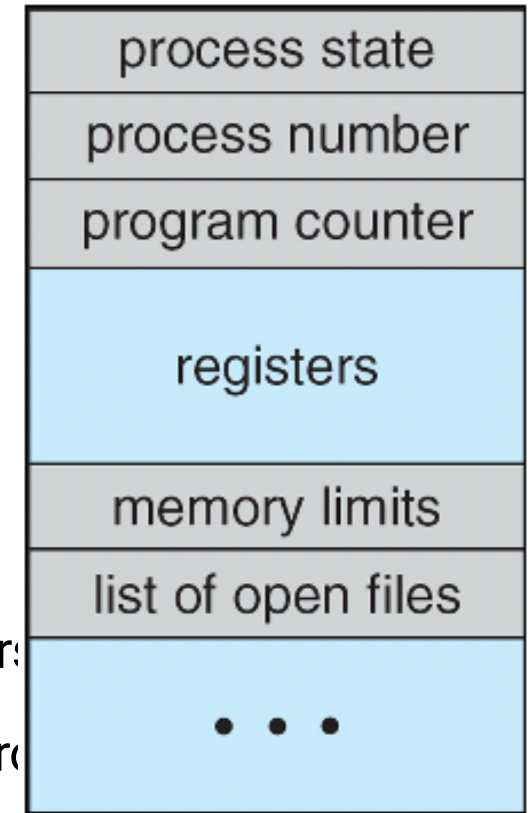 process state
process number
program counter
registers
memory limits
list of open files
• • •